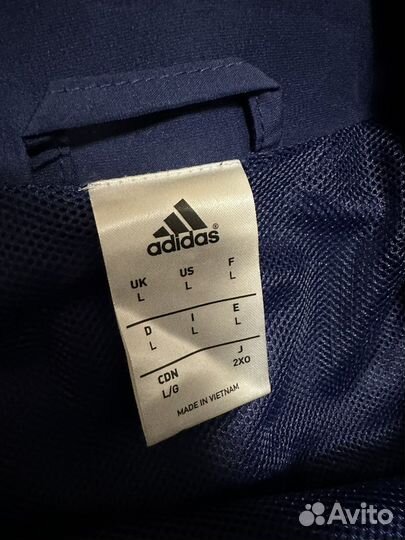 adidas®
UK US F
L L L
D I E
L L L
CDN J
L/G 2XO
MADE IN VIETNAM
Avito